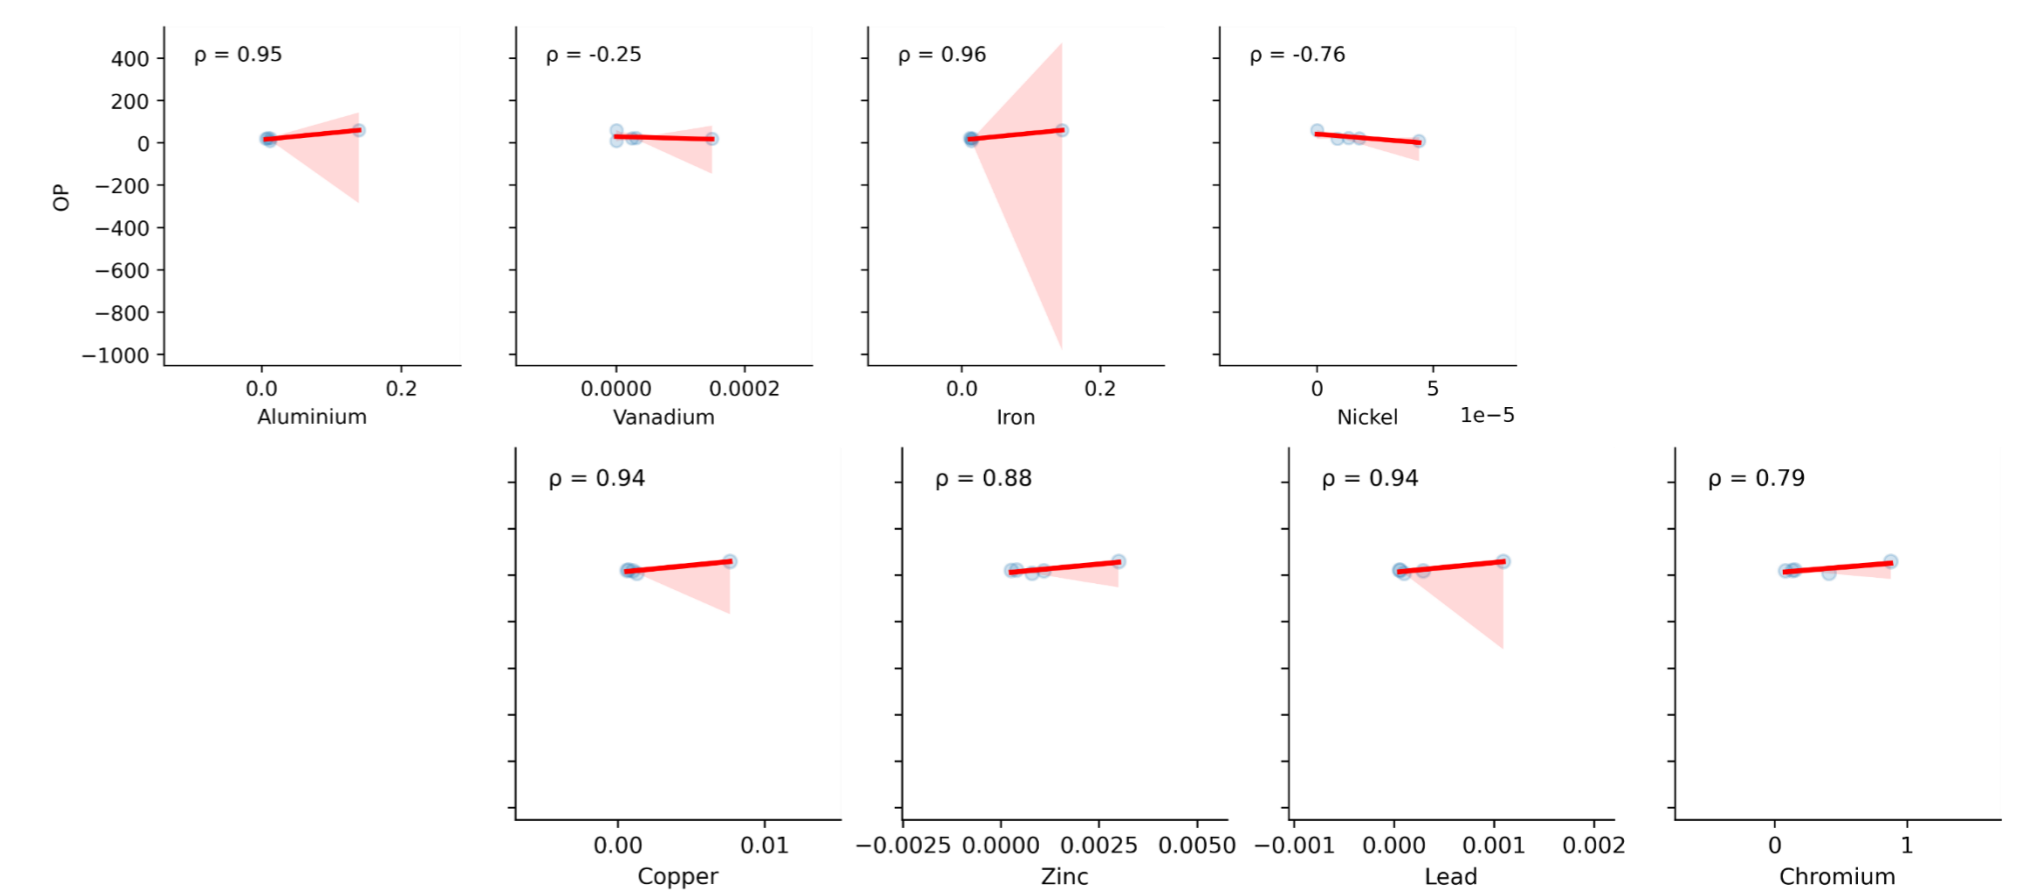 ρ = 0.95
ρ = -0.25
ρ = 0.96
ρ = -0.76
400
200
0
−200
−400
−600
−800
−1000
OP
0.0 0.2
0.0000 0.0002
0.0 0.2
0 5
1e−5
Aluminium
Vanadium
Iron
Nickel
ρ = 0.94
ρ = 0.88
ρ = 0.94
ρ = 0.79
0.00 0.01
−0.0025 0.0000 0.0025 0.0050
−0.001 0.000 0.001 0.002
0 1
Copper
Zinc
Lead
Chromium